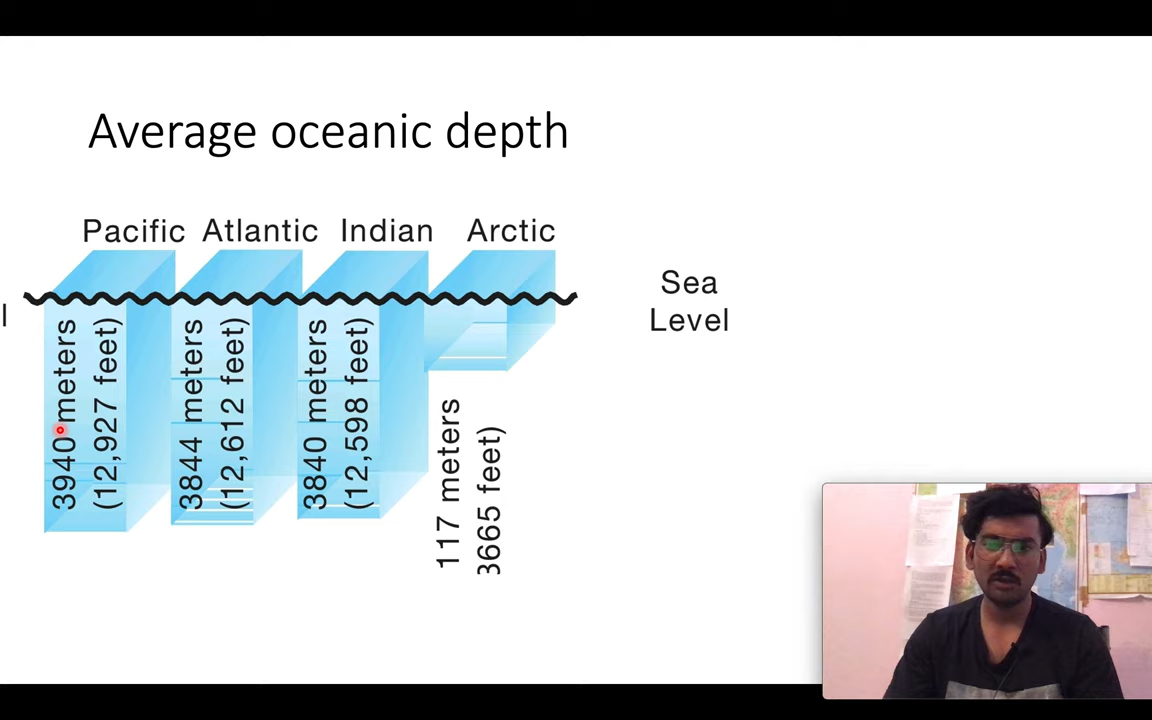 Average oceanic depth
Pacific Atlantic Indian Arctic
Sea
Level
l
3940 meters
(12,927 feet)
3844 meters
(12,612 feet)
3840 meters
(12,598 feet)
117 meters
3665 feet)